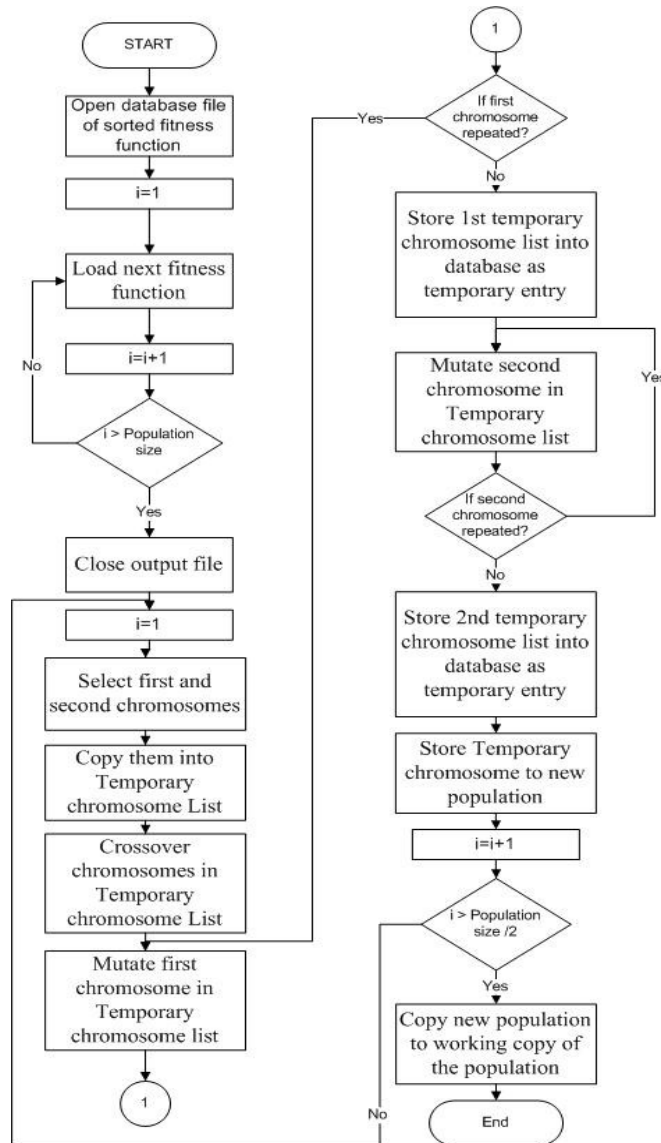 START
Open database file
of sorted fitness
function
i=1
Load next fitness
function
i=i+1
No
i > Population
size
Yes
Close output file
i=1
Select first and
second chromosomes
Copy them into
Temporary
chromosome List
Crossover
chromosomes in
Temporary
chromosome List
Mutate first
chromosome in
Temporary
chromosome list
1
1
If first
chromosome
repeated?
Yes
No
Store 1st temporary
chromosome list into
database as
temporary entry
Mutate second
chromosome in
Temporary
chromosome list
Yes
If second
chromosome
repeated?
No
Store 2nd temporary
chromosome list into
database as
temporary entry
Store Temporary
chromosome to new
population
i=i+1
i > Population
size /2
Yes
No
Copy new population
to working copy of
the population
End